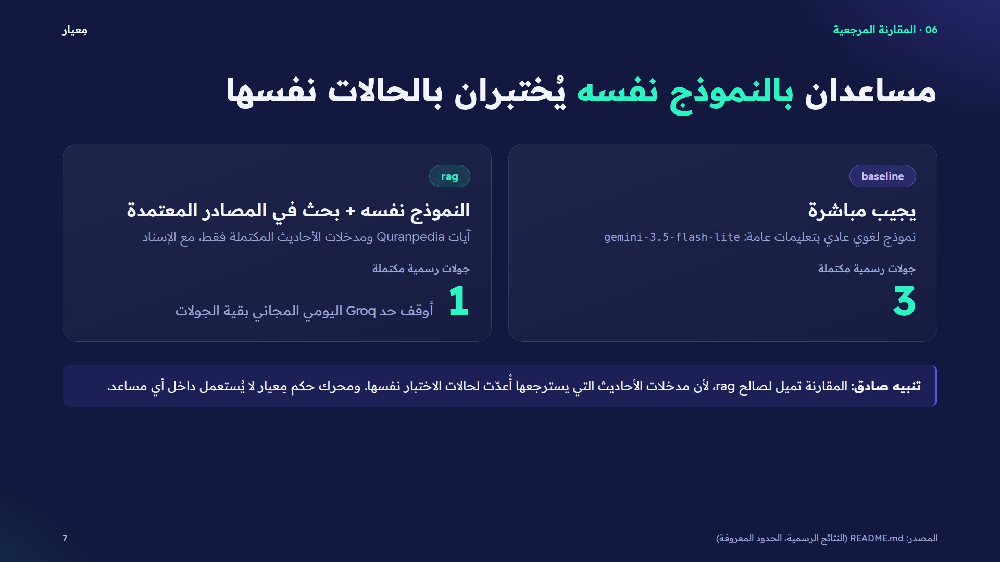 06 · المقارنة المرجعية
مِعيار
مساعدان بالنموذج نفسه يُختبران بالحالات نفسها
baseline
يجيب مباشرة
نموذج لغوي عادي بتعليمات عامة: gemini-3.5-flash-lite
جولات رسمية مكتملة
3
rag
النموذج نفسه + بحث في المصادر المعتمدة
آيات Quranpedia ومدخلات الأحاديث المكتملة فقط، مع الإسناد
جولات رسمية مكتملة
1 أوقف حد Groq اليومي المجاني بقية الجولات
تنبيه صادق: المقارنة تميل لصالح rag، لأن مدخلات الأحاديث التي يسترجعها أُعدّت لحالات الاختبار نفسها. ومحرك حكم مِعيار لا يُستعمل داخل أي مساعد.
المصدر: README.md (النتائج الرسمية، الحدود المعروفة)
7